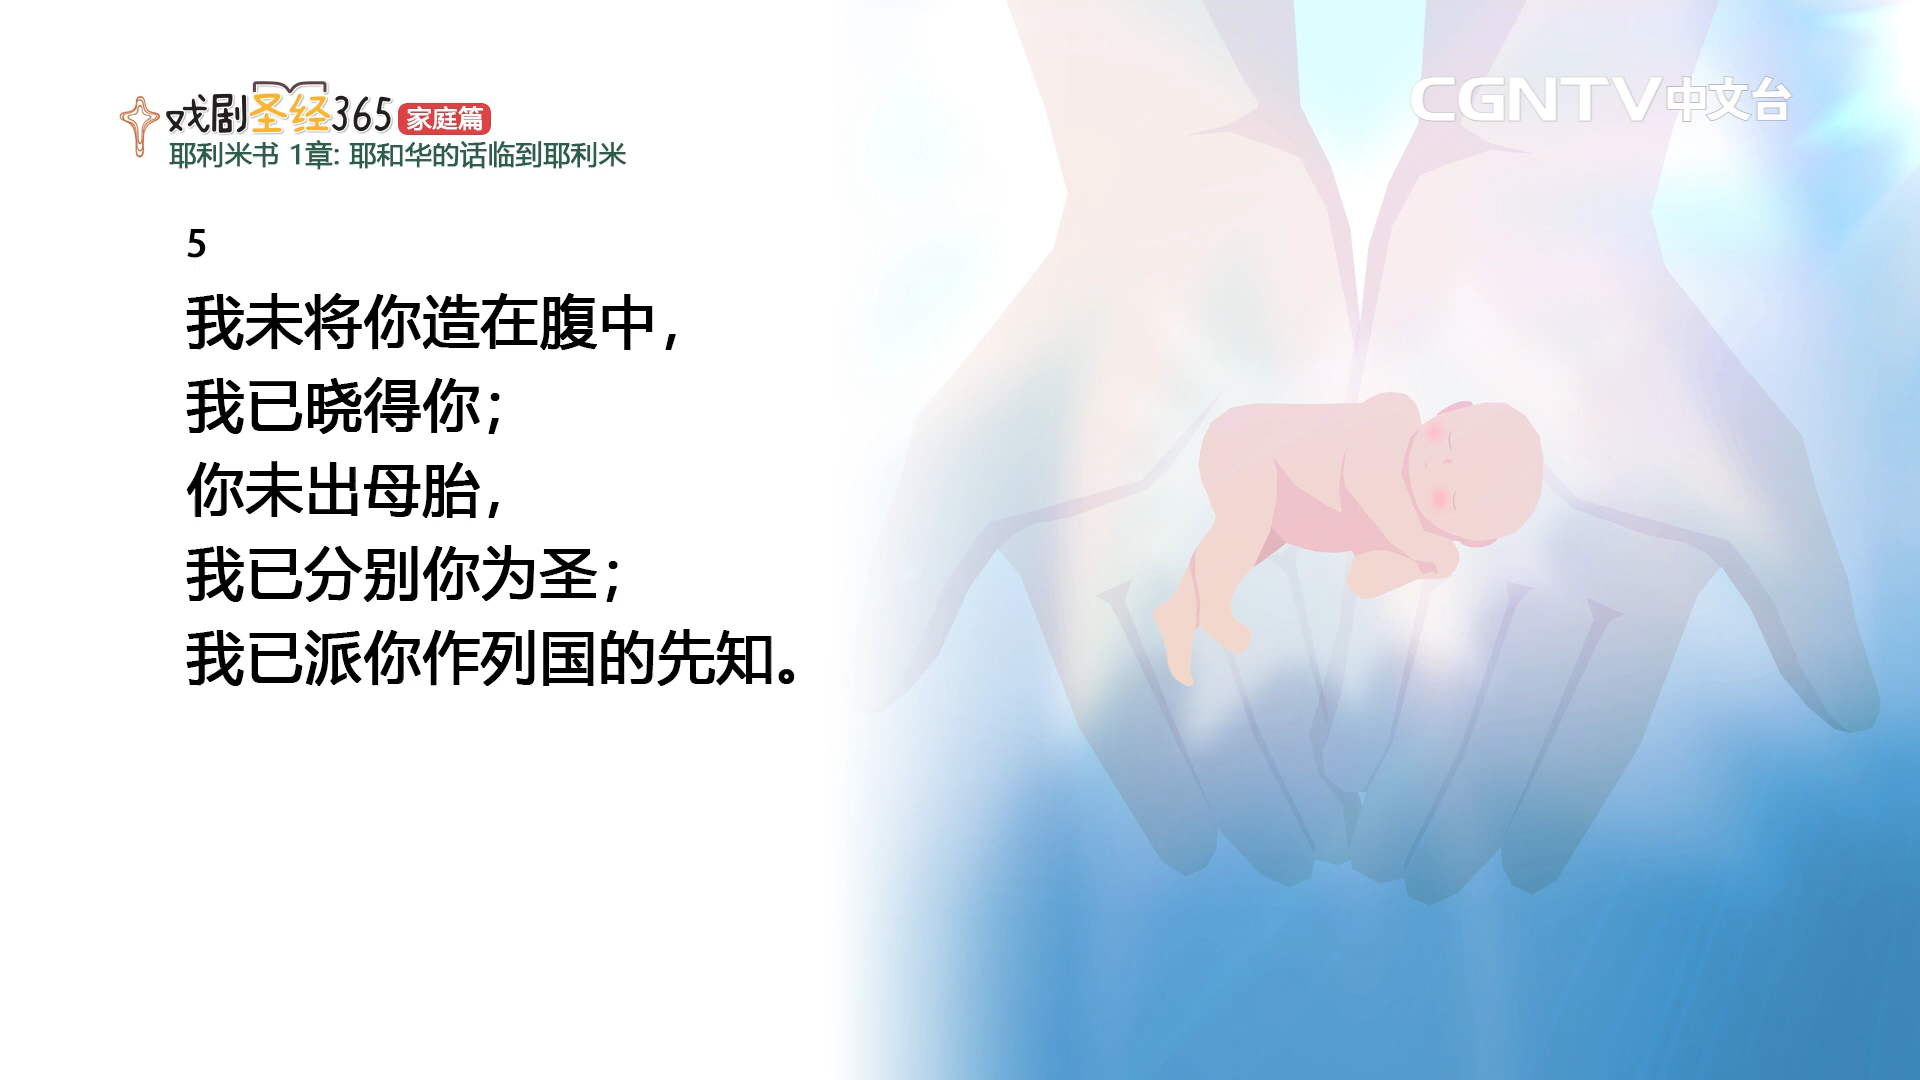 戏剧圣经365 家庭篇
CGNTV中文台
耶利米书 1章: 耶和华的话临到耶利米
5
我未将你造在腹中，
我已晓得你；
你未出母胎，
我已分别你为圣；
我已派你作列国的先知。